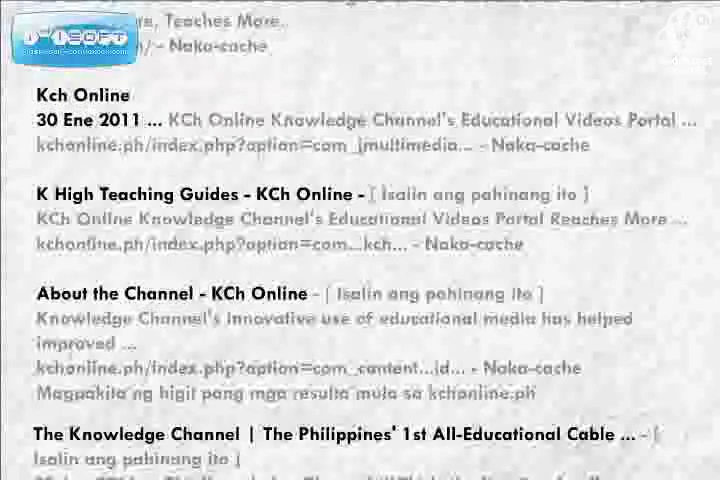 Teaches More..
- Naka-cache
Kch Online
30 Ene 2011 ... KCh Online Knowledge Channel's Educational Videos Portal ...
kchonline.ph/index.php?option=com_jmultimedia... - Naka-cache
K High Teaching Guides - KCh Online - [ Isalin ang pahinang ito ]
KCh Online Knowledge Channel's Educational Videos Portal Reaches More ...
kchonline.ph/index.php?option=com...kch... - Naka-cache
About the Channel - KCh Online - [ Isalin ang pahinang ito ]
Knowledge Channel's innovative use of educational media has helped
improved ...
kchonline.ph/index.php?option=com_content...id... - Naka-cache
Magpakita ng higit pang mga resulta mula sa kchonline.ph
The Knowledge Channel | The Philippines' 1st All-Educational Cable ... - [
Isalin ang pahinang ito ]